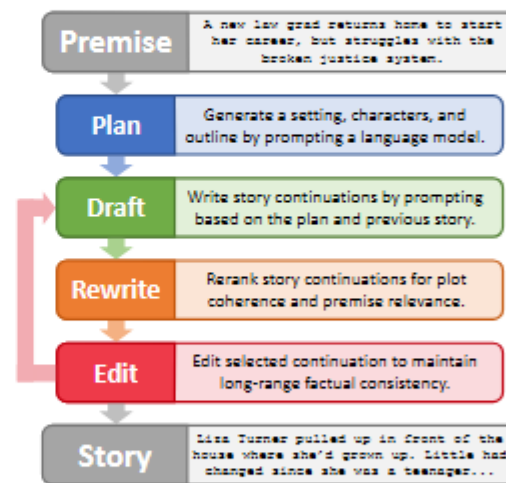 Premise
A new law grad returns home to start
her career, but struggles with the
broken justice system.
Plan
Generate a setting, characters, and
outline by prompting a language model.
Draft
Write story continuations by prompting
based on the plan and previous story.
Rewrite
Rerank story continuations for plot
coherence and premise relevance.
Edit
Edit selected continuation to maintain
long-range factual consistency.
Story
Lisa Turner pulled up in front of the
house where she'd grown up. Little had
changed since she was a teenager...